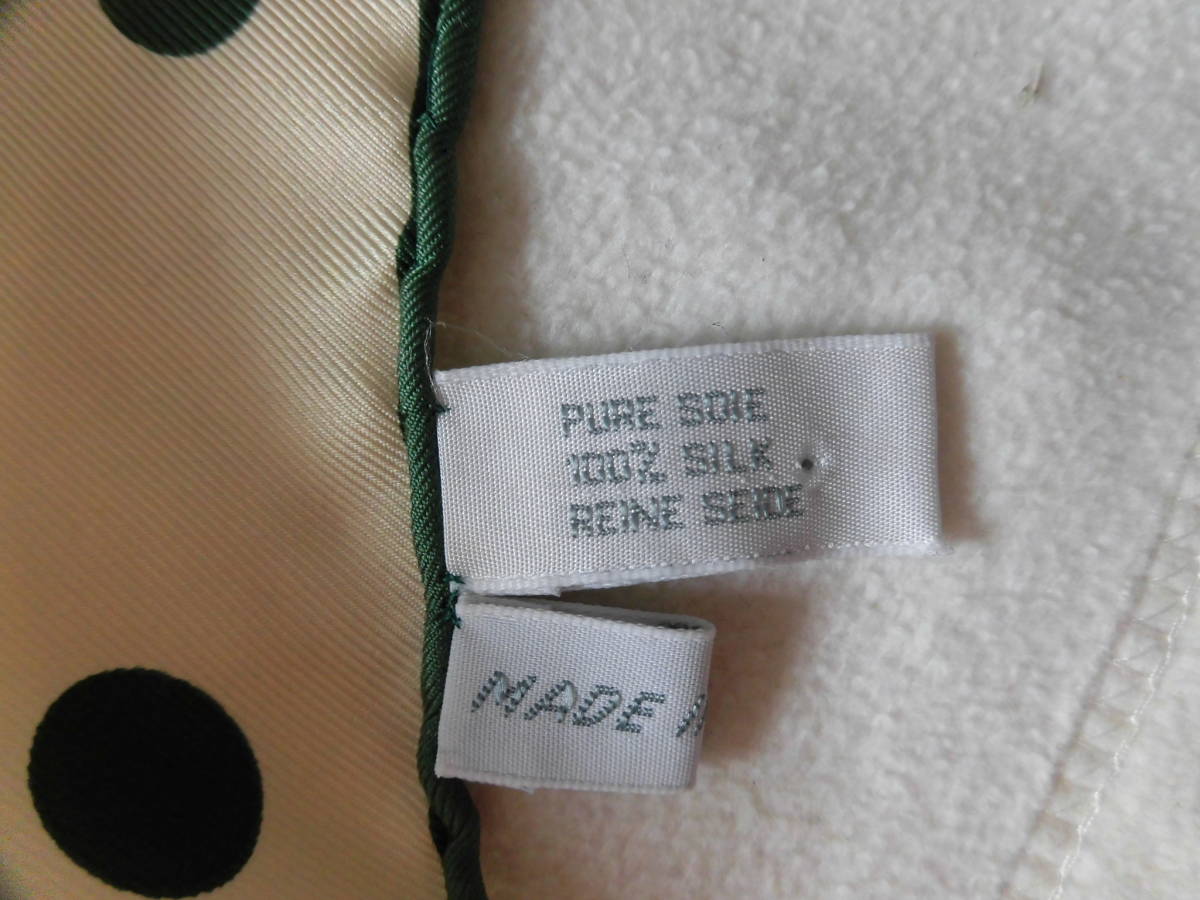 PURE SOIE
100% SILK
REINE SEIDE
MADE